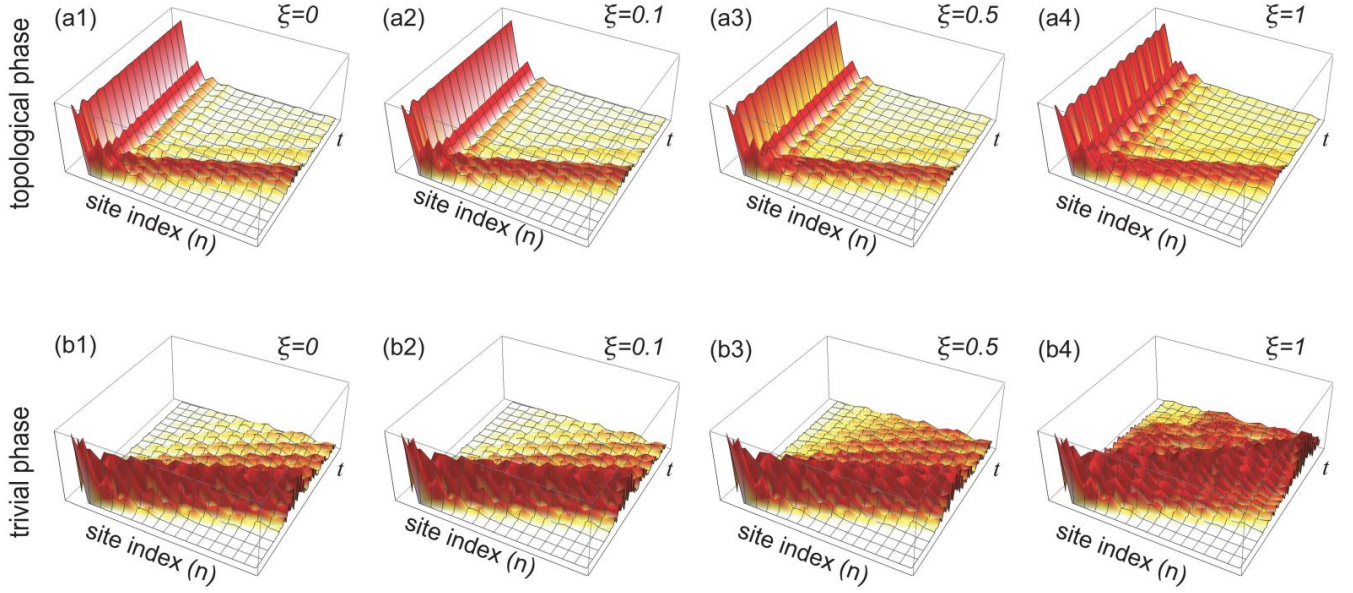 topological phase
(a1) ξ=0
(a2) ξ=0.1
(a3) ξ=0.5
(a4) ξ=1
t
t
t
t
site index (n)
site index (n)
site index (n)
site index (n)
trivial phase
(b1) ξ=0
(b2) ξ=0.1
(b3) ξ=0.5
(b4) ξ=1
t
t
t
t
site index (n)
site index (n)
site index (n)
site index (n)